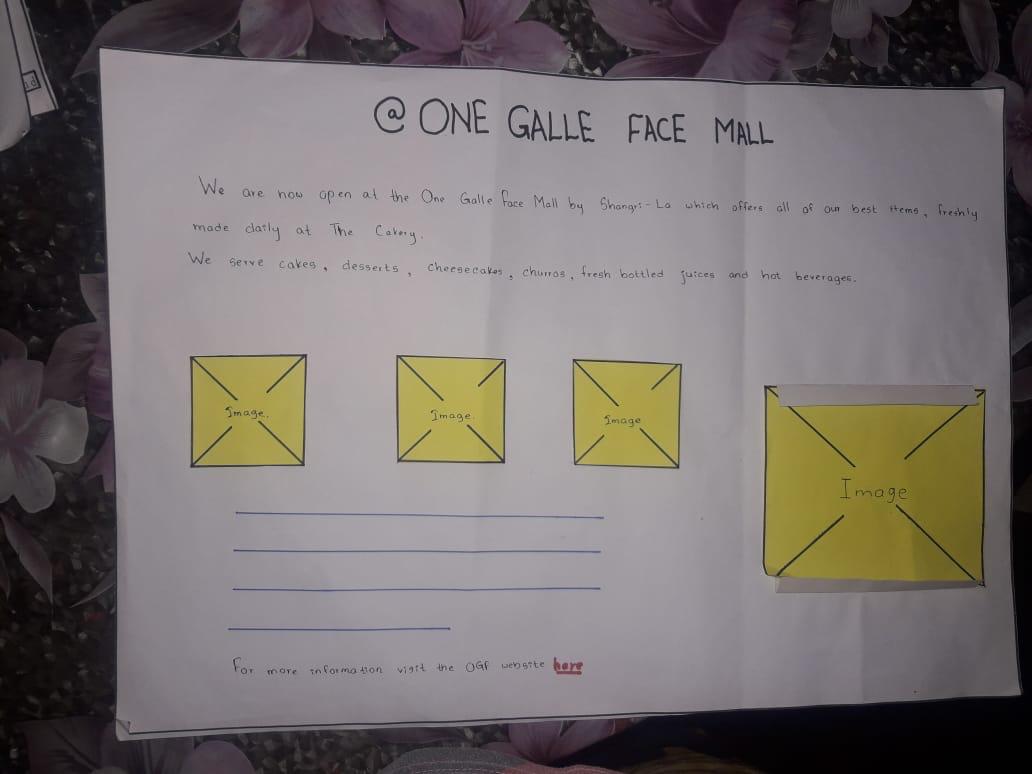 @ ONE GALLE FACE MALL
We are now open at the One Galle Face Mall by Shangri-La which offers all of our best items, freshly
made daily at The Cakery.
We serve cakes, desserts, cheesecakes, churros, fresh bottled juices and hot beverages.
Image.
Image
Image
Image
For more information visit the OGF website here